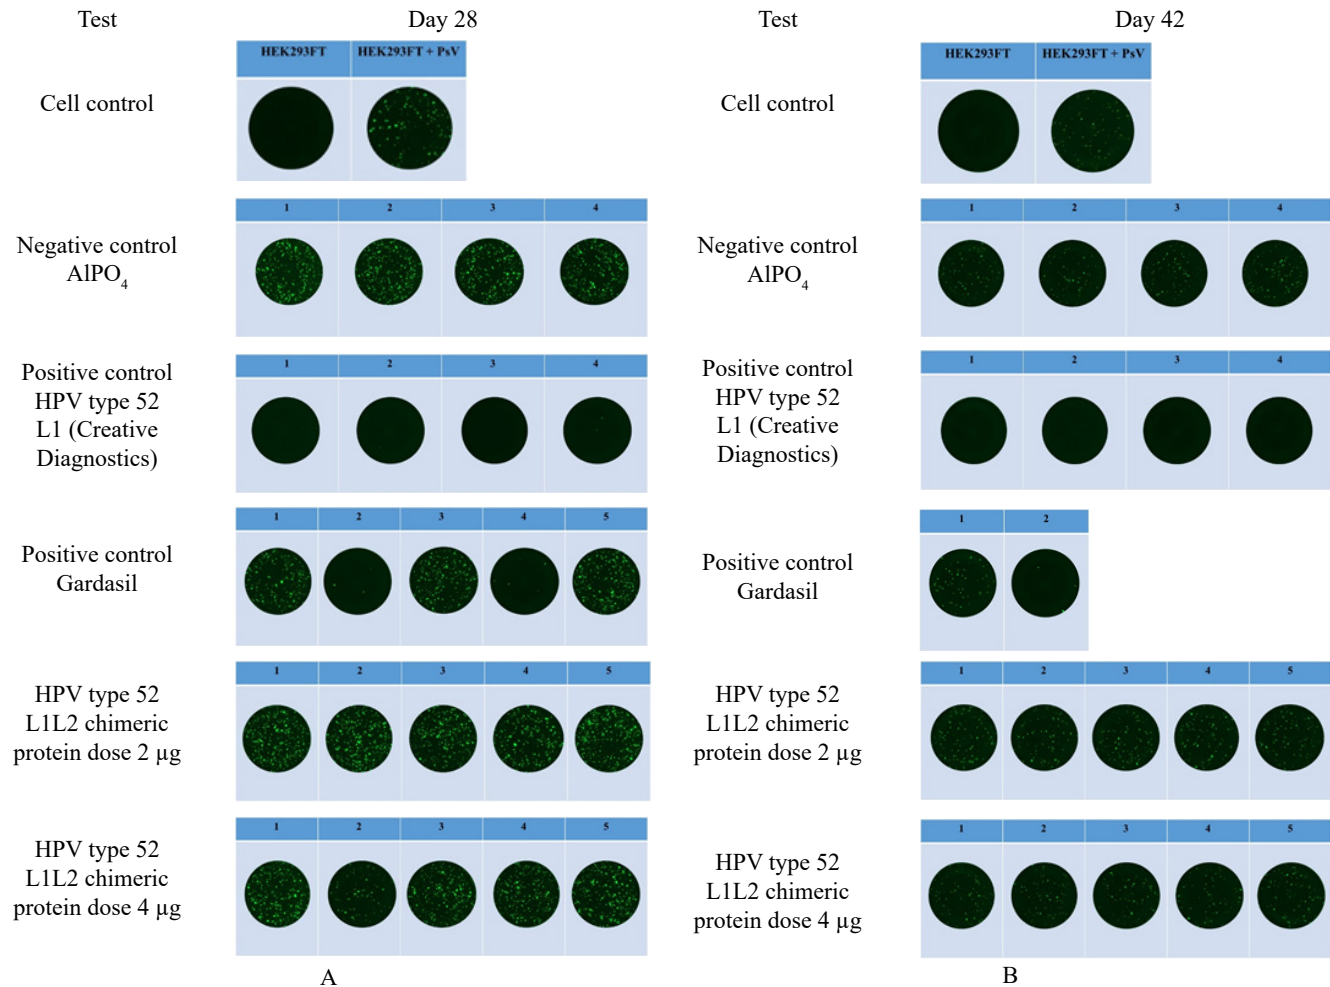 Test
Day 28
HEK293FT
HEK293FT + PsV
Cell control
1 2 3 4
Negative control
AlPO4
1 2 3 4
Positive control
HPV type 52
L1 (Creative
Diagnostics)
1 2 3 4 5
Positive control
Gardasil
1 2 3 4 5
HPV type 52
L1L2 chimeric
protein dose 2 µg
1 2 3 4 5
HPV type 52
L1L2 chimeric
protein dose 4 µg
A
Test
Day 42
HEK293FT
HEK293FT + PsV
Cell control
1 2 3 4
Negative control
AlPO4
1 2 3 4
Positive control
HPV type 52
L1 (Creative
Diagnostics)
1 2
Positive control
Gardasil
1 2 3 4 5
HPV type 52
L1L2 chimeric
protein dose 2 µg
1 2 3 4 5
HPV type 52
L1L2 chimeric
protein dose 4 µg
B